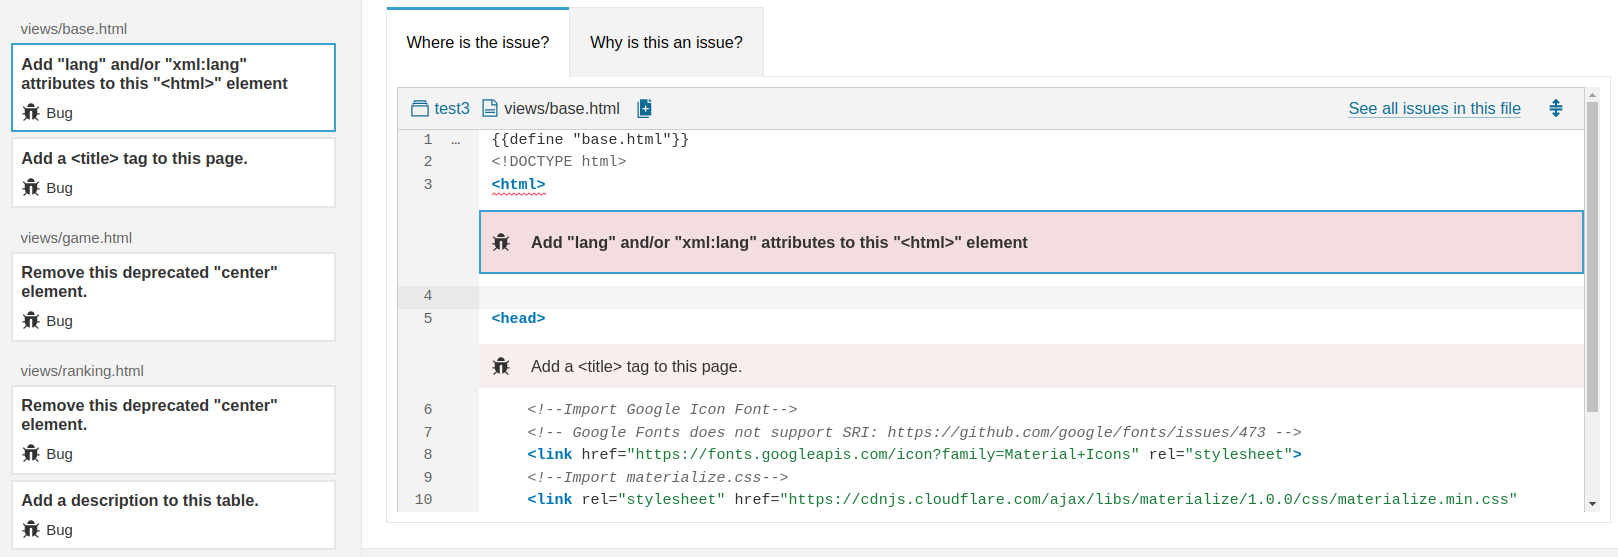 views/base.html
Add "lang" and/or "xml:lang"
attributes to this "<html>" element
Bug
Add a <title> tag to this page.
Bug
views/game.html
Remove this deprecated "center"
element.
Bug
views/ranking.html
Remove this deprecated "center"
element.
Bug
Add a description to this table.
Bug
Where is the issue?
Why is this an issue?
test3 views/base.html See all issues in this file
1 … {{define "base.html"}}
2 <!DOCTYPE html>
3 <html>
Add "lang" and/or "xml:lang" attributes to this "<html>" element
4
5 <head>
Add a <title> tag to this page.
6 <!--Import Google Icon Font-->
7 <!-- Google Fonts does not support SRI: https://github.com/google/fonts/issues/473 -->
8 <link href="https://fonts.googleapis.com/icon?family=Material+Icons" rel="stylesheet">
9 <!--Import materialize.css-->
10 <link rel="stylesheet" href="https://cdnjs.cloudflare.com/ajax/libs/materialize/1.0.0/css/materialize.min.css"